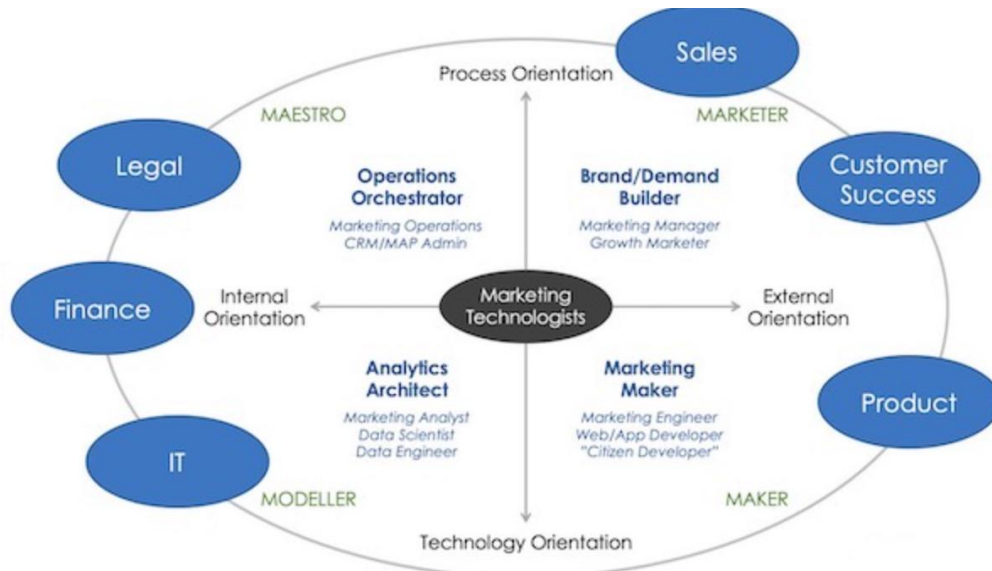 Sales
Process Orientation
MAESTRO
MARKETER
Legal
Customer
Success
Operations
Orchestrator
Marketing Operations
CRM/MAP Admin
Brand/Demand
Builder
Marketing Manager
Growth Marketer
Finance
Internal
Orientation
Marketing
Technologists
External
Orientation
Analytics
Architect
Marketing Analyst
Data Scientist
Data Engineer
Marketing
Maker
Marketing Engineer
Web/App Developer
"Citizen Developer"
Product
IT
MODELLER
MAKER
Technology Orientation